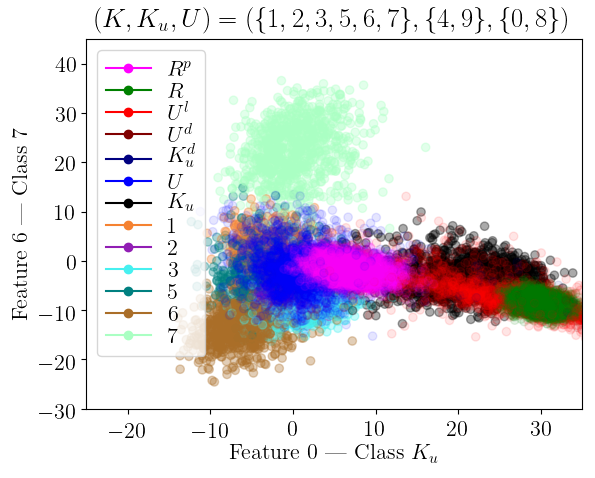 (K, K_u, U) = ({1, 2, 3, 5, 6, 7}, {4, 9}, {0, 8})
Feature 6 — Class 7
40
30
20
10
0
−10
−20
−30
R^p
R
U^l
U^d
K_u^d
U
K_u
1
2
3
5
6
7
−20 −10 0 10 20 30
Feature 0 — Class K_u